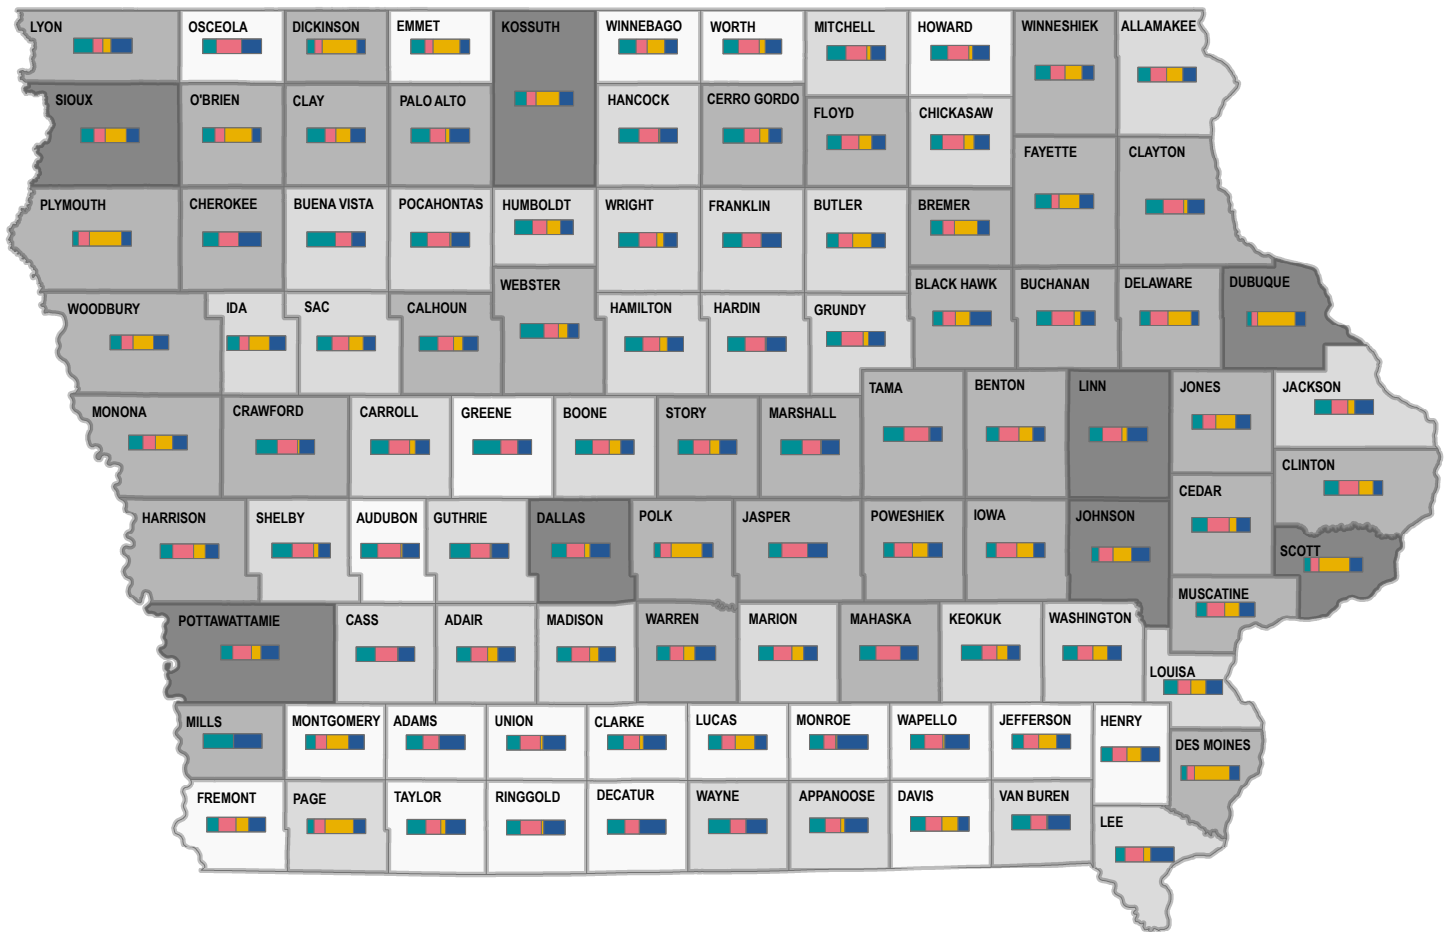 LYON
OSCEOLA
DICKINSON
EMMET
KOSSUTH
WINNEBAGO
WORTH
MITCHELL
HOWARD
WINNESHIEK
ALLAMAKEE
SIOUX
O'BRIEN
CLAY
PALO ALTO
HANCOCK
CERRO GORDO
FLOYD
CHICKASAW
FAYETTE
CLAYTON
PLYMOUTH
CHEROKEE
BUENA VISTA
POCAHONTAS
HUMBOLDT
WRIGHT
FRANKLIN
BUTLER
BREMER
WEBSTER
BLACK HAWK
BUCHANAN
DELAWARE
DUBUQUE
WOODBURY
IDA
SAC
CALHOUN
HAMILTON
HARDIN
GRUNDY
TAMA
BENTON
LINN
JONES
JACKSON
MONONA
CRAWFORD
CARROLL
GREENE
BOONE
STORY
MARSHALL
CLINTON
CEDAR
HARRISON
SHELBY
AUDUBON
GUTHRIE
DALLAS
POLK
JASPER
POWESHIEK
IOWA
JOHNSON
SCOTT
MUSCATINE
POTTAWATTAMIE
CASS
ADAIR
MADISON
WARREN
MARION
MAHASKA
KEOKUK
WASHINGTON
LOUISA
MILLS
MONTGOMERY
ADAMS
UNION
CLARKE
LUCAS
MONROE
WAPELLO
JEFFERSON
HENRY
DES MOINES
FREMONT
PAGE
TAYLOR
RINGGOLD
DECATUR
WAYNE
APPANOOSE
DAVIS
VAN BUREN
LEE